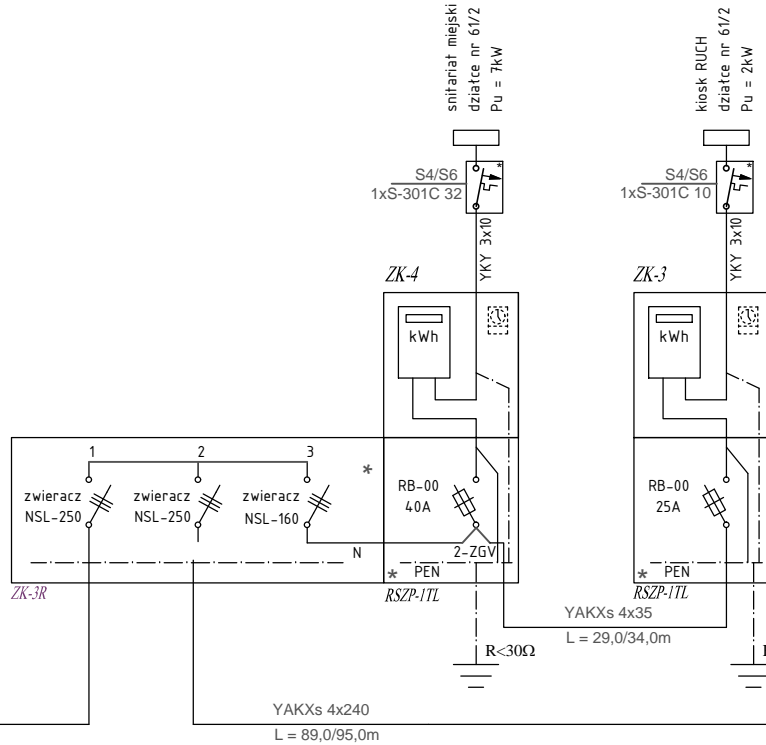 snitariat miejski
działce nr 61/2
Pu = 7kW
kiosk RUCH
działce nr 61/2
Pu = 2kW
S4/S6
1xS-301C 32
*
S4/S6
1xS-301C 10
*
YKY 3x10
YKY 3x10
ZK-4
ZK-3
kWh
kWh
1
2
3
*
zwieracz
NSL-250
zwieracz
NSL-250
zwieracz
NSL-160
RB-00
40A
RB-00
25A
N
2-ZGV
* PEN
* PEN
ZK-3R
RSZP-1TL
RSZP-1TL
YAKXs 4x35
L = 29,0/34,0m
R<30Ω
YAKXs 4x240
L = 89,0/95,0m